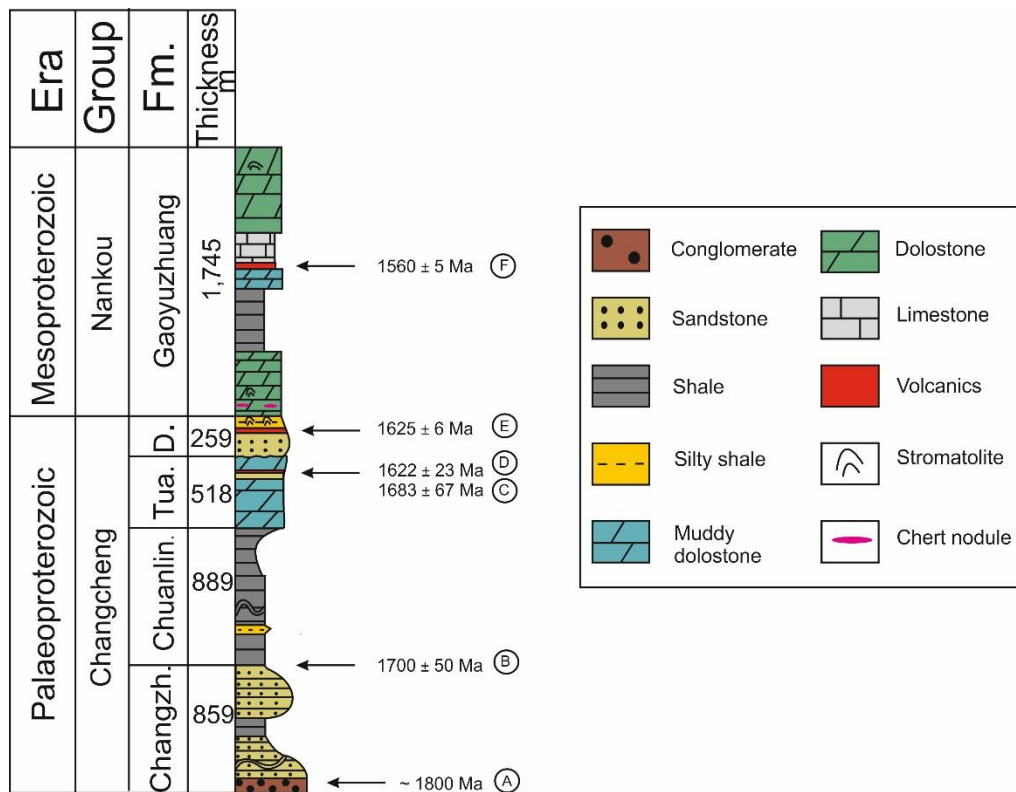 Era
Group
Fm.
Thickness
m
Mesoproterozoic
Nankou
Gaoyuzhuang
1,745
1560 ± 5 Ma F
Palaeoproterozoic
Changcheng
D.
259
1625 ± 6 Ma E
Tua.
518
1622 ± 23 Ma D
1683 ± 67 Ma C
Chuanlin.
889
1700 ± 50 Ma B
Changzh.
859
~ 1800 Ma A
Conglomerate
Dolostone
Sandstone
Limestone
Shale
Volcanics
Silty shale
Stromatolite
Muddy
dolostone
Chert nodule